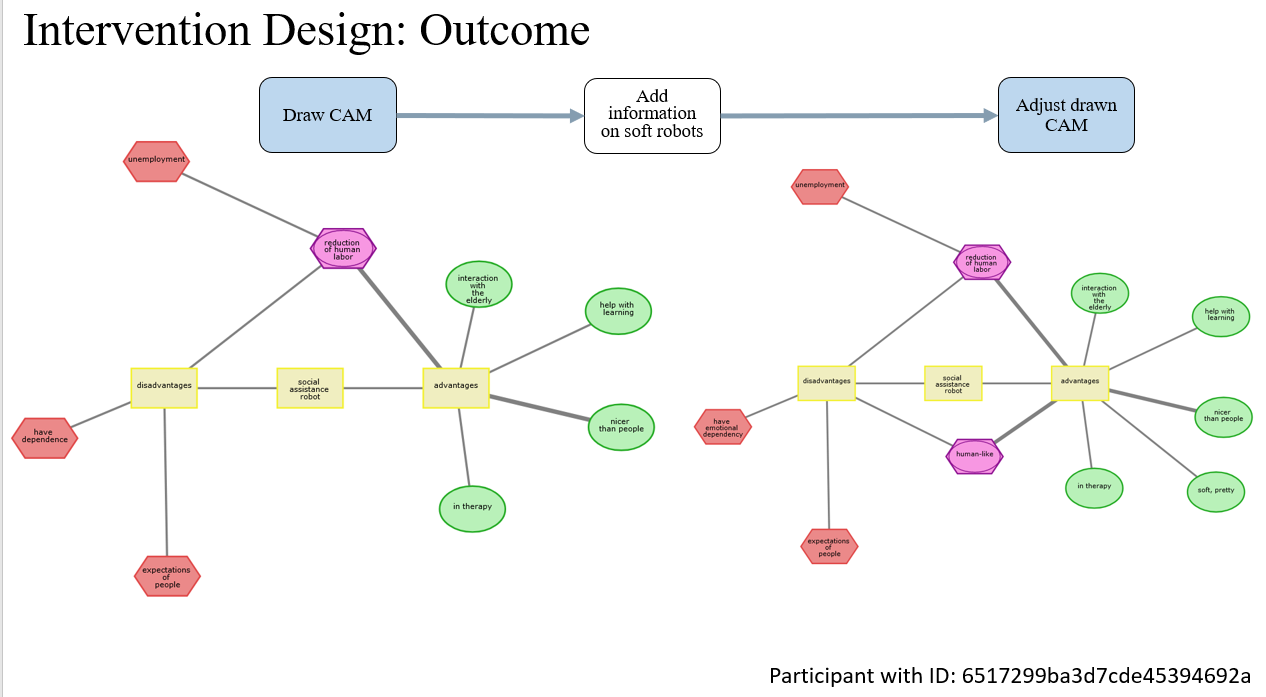 Intervention Design: Outcome
Draw CAM
Add
information
on soft robots
Adjust drawn
CAM
unemployment
reduction
of human
labor
interaction
with
the
elderly
help with
learning
disadvantages
social
assistance
robot
advantages
have
dependence
nicer
than people
in therapy
expectations
of
people
unemployment
reduction
of human
labor
interaction
with
the
elderly
help with
learning
disadvantages
social
assistance
robot
advantages
have
emotional
dependency
nicer
than people
human-like
in therapy
soft, pretty
expectations
of
people
Participant with ID: 6517299ba3d7cde45394692a